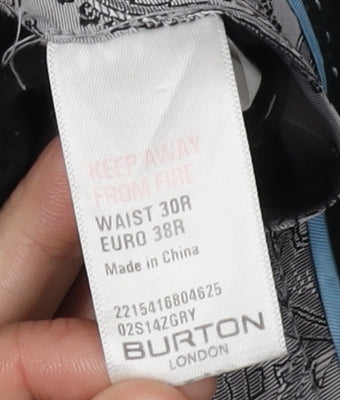 KEEP AWAY
FROM FIRE
WAIST 30R
EURO 38R
Made in China
2215416804625
02S14ZGRY
BURTON
LONDON